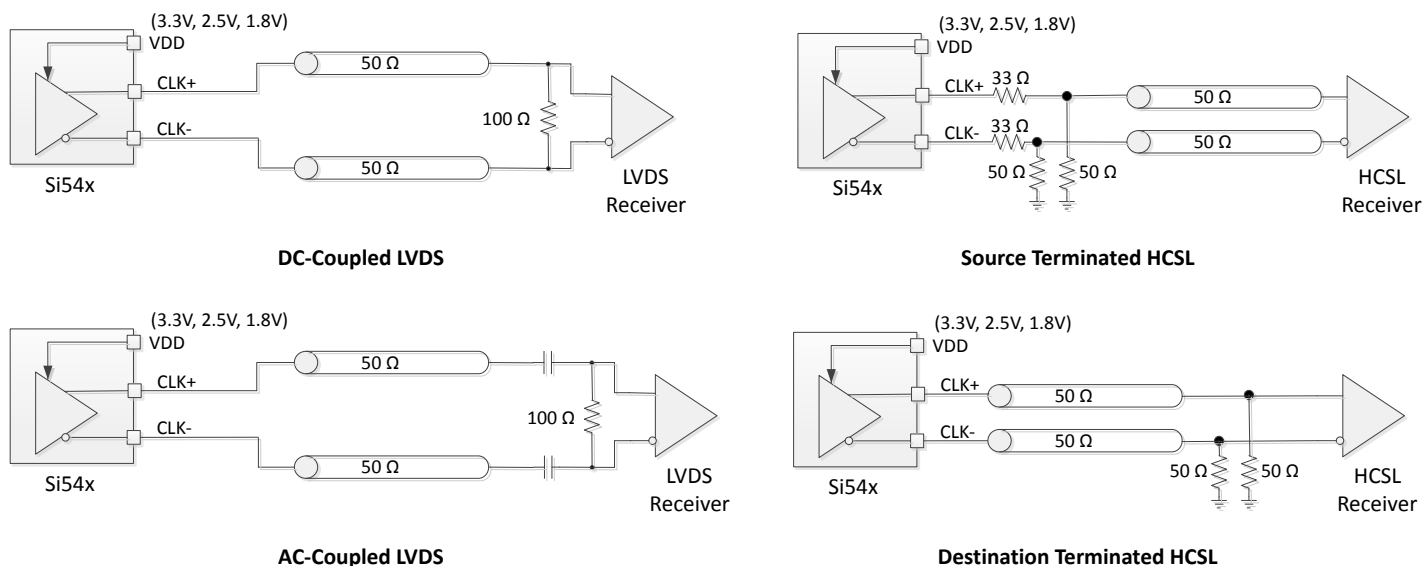 (3.3V, 2.5V, 1.8V)
VDD
CLK+
50 Ω
100 Ω
CLK-
50 Ω
Si54x
LVDS
Receiver
DC-Coupled LVDS
(3.3V, 2.5V, 1.8V)
VDD
CLK+
33 Ω
50 Ω
CLK-
33 Ω
50 Ω
50 Ω
50 Ω
Si54x
HCSL
Receiver
Source Terminated HCSL
(3.3V, 2.5V, 1.8V)
VDD
CLK+
50 Ω
100 Ω
CLK-
50 Ω
Si54x
LVDS
Receiver
AC-Coupled LVDS
(3.3V, 2.5V, 1.8V)
VDD
CLK+
50 Ω
CLK-
50 Ω
50 Ω
50 Ω
Si54x
HCSL
Receiver
Destination Terminated HCSL